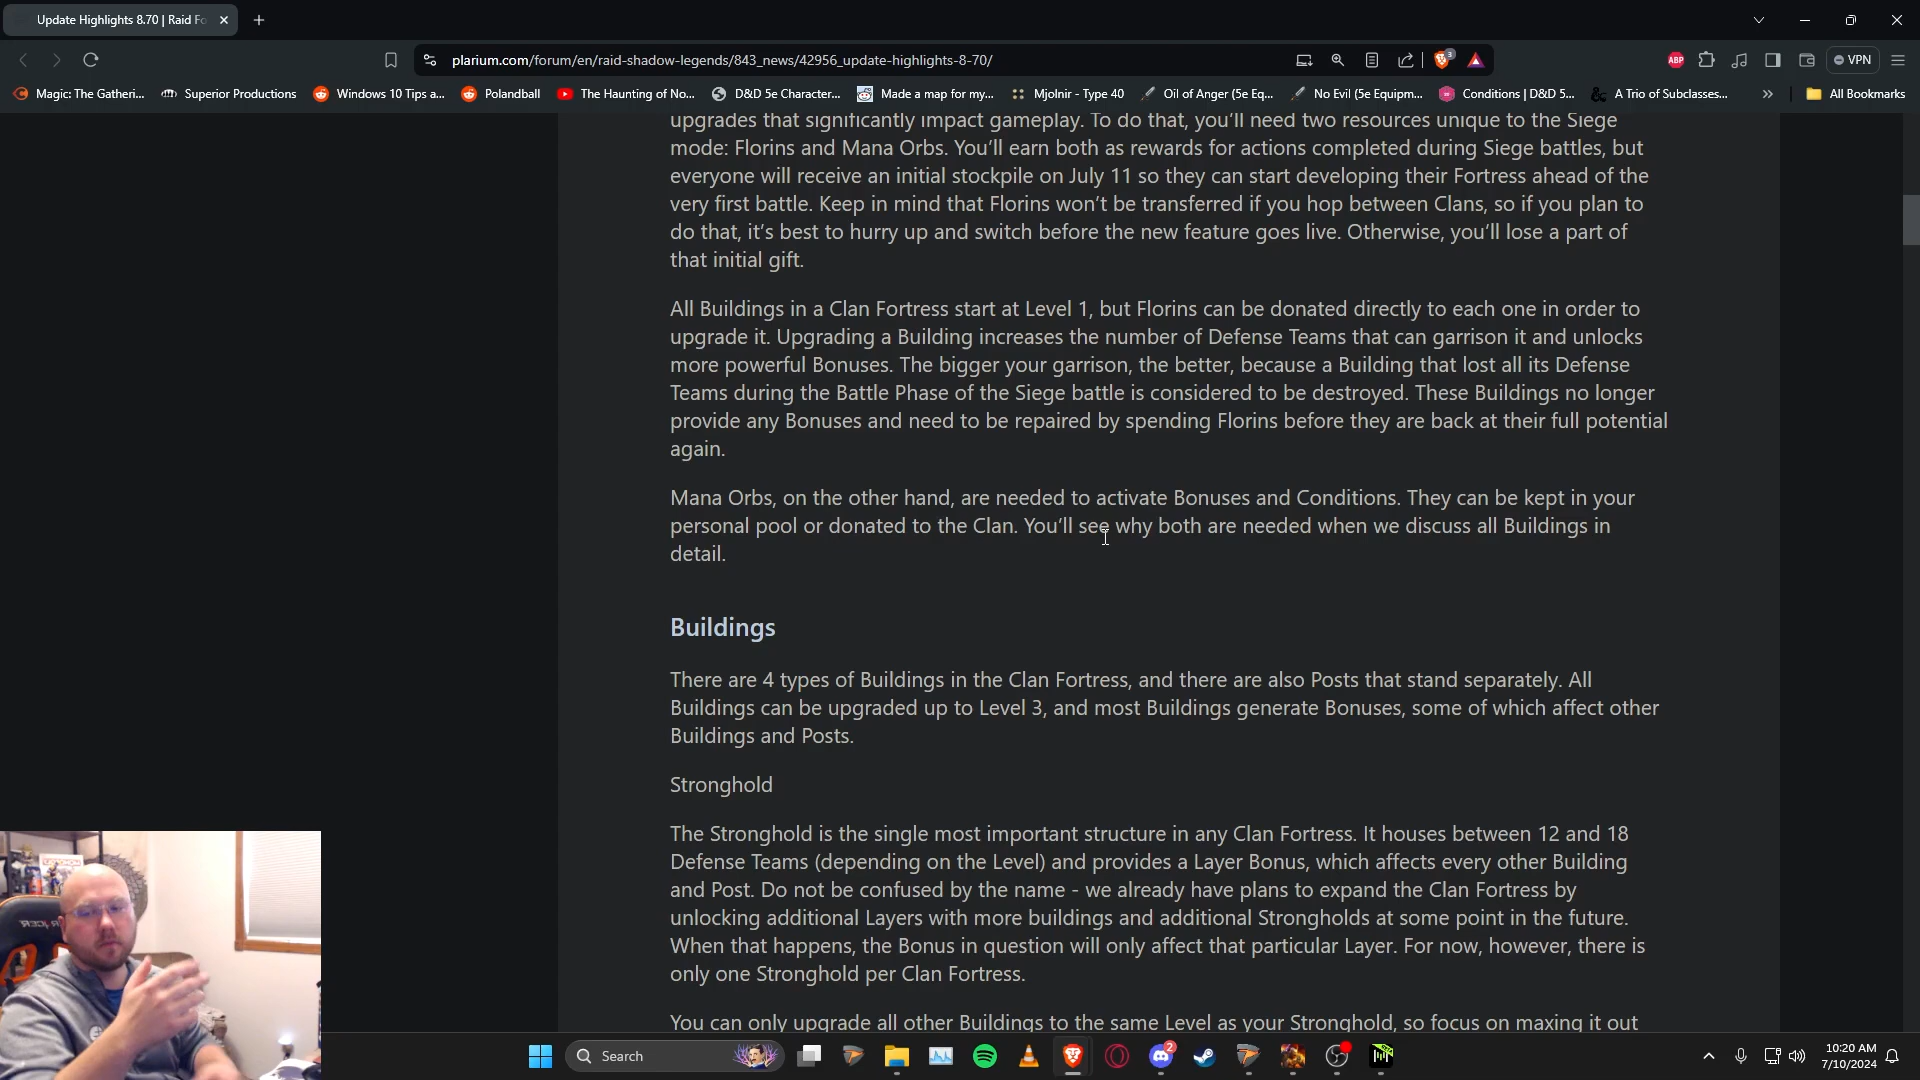 Update Highlights 8.70 | Raid Fo
plarium.com/forum/en/raid-shadow-legends/843_news/42956_update-highlights-8-70/
3
ABP
VPN
Magic: The Gatheri...
Superior Productions
Windows 10 Tips a...
Polandball
The Haunting of No...
D&D 5e Character...
Made a map for my...
Mjolnir - Type 40
Oil of Anger (5e Eq...
No Evil (5e Equipm...
Conditions | D&D 5...
A Trio of Subclasses...
All Bookmarks
upgrades that significantly impact gameplay. To do that, you'll need two resources unique to the Siege
mode: Florins and Mana Orbs. You'll earn both as rewards for actions completed during Siege battles, but
everyone will receive an initial stockpile on July 11 so they can start developing their Fortress ahead of the
very first battle. Keep in mind that Florins won't be transferred if you hop between Clans, so if you plan to
do that, it's best to hurry up and switch before the new feature goes live. Otherwise, you'll lose a part of
that initial gift.
All Buildings in a Clan Fortress start at Level 1, but Florins can be donated directly to each one in order to
upgrade it. Upgrading a Building increases the number of Defense Teams that can garrison it and unlocks
more powerful Bonuses. The bigger your garrison, the better, because a Building that lost all its Defense
Teams during the Battle Phase of the Siege battle is considered to be destroyed. These Buildings no longer
provide any Bonuses and need to be repaired by spending Florins before they are back at their full potential
again.
Mana Orbs, on the other hand, are needed to activate Bonuses and Conditions. They can be kept in your
personal pool or donated to the Clan. You'll see why both are needed when we discuss all Buildings in
detail.
Buildings
There are 4 types of Buildings in the Clan Fortress, and there are also Posts that stand separately. All
Buildings can be upgraded up to Level 3, and most Buildings generate Bonuses, some of which affect other
Buildings and Posts.
Stronghold
The Stronghold is the single most important structure in any Clan Fortress. It houses between 12 and 18
Defense Teams (depending on the Level) and provides a Layer Bonus, which affects every other Building
and Post. Do not be confused by the name - we already have plans to expand the Clan Fortress by
unlocking additional Layers with more buildings and additional Strongholds at some point in the future.
When that happens, the Bonus in question will only affect that particular Layer. For now, however, there is
only one Stronghold per Clan Fortress.
You can only upgrade all other Buildings to the same Level as your Stronghold, so focus on maxing it out
Search
2
10:20 AM
7/10/2024